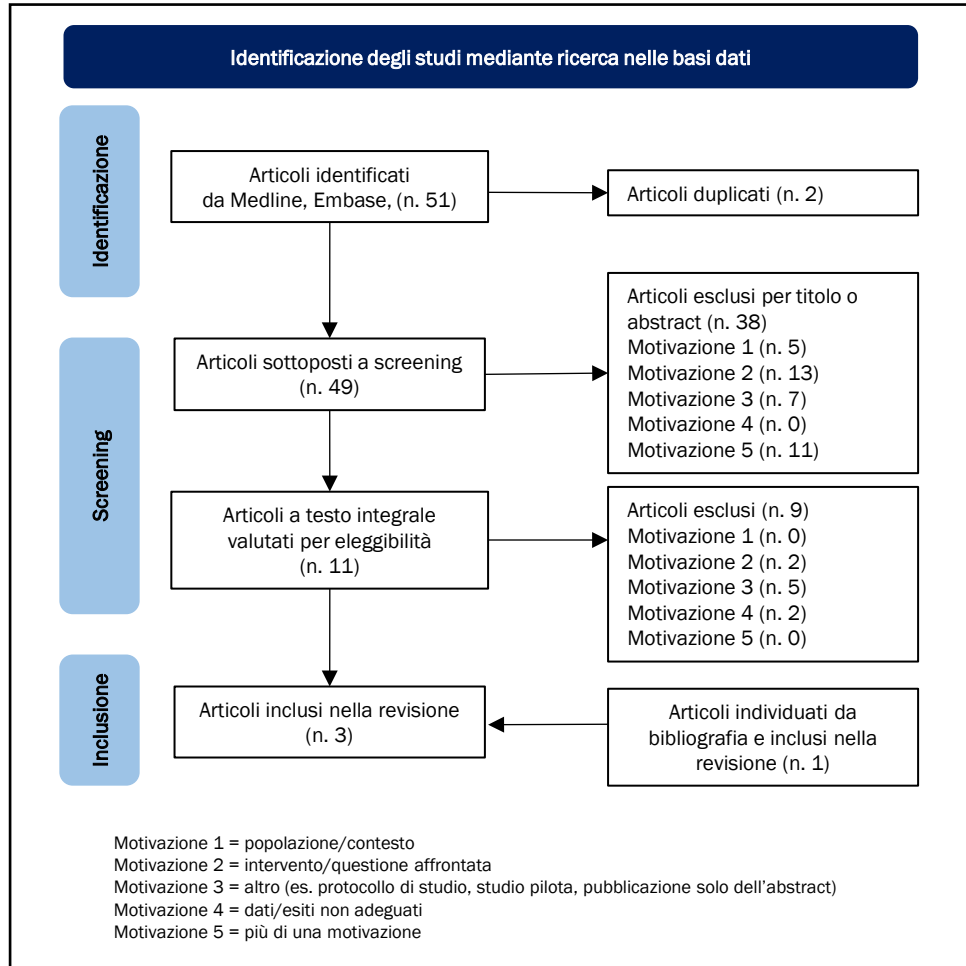 Identificazione degli studi mediante ricerca nelle basi dati
Identificazione
Articoli identificati
da Medline, Embase, (n. 51)
Articoli duplicati (n. 2)
Screening
Articoli sottoposti a screening
(n. 49)
Articoli esclusi per titolo o
abstract (n. 38)
Motivazione 1 (n. 5)
Motivazione 2 (n. 13)
Motivazione 3 (n. 7)
Motivazione 4 (n. 0)
Motivazione 5 (n. 11)
Articoli a testo integrale
valutati per eleggibilità
(n. 11)
Articoli esclusi (n. 9)
Motivazione 1 (n. 0)
Motivazione 2 (n. 2)
Motivazione 3 (n. 5)
Motivazione 4 (n. 2)
Motivazione 5 (n. 0)
Inclusione
Articoli inclusi nella revisione
(n. 3)
Articoli individuati da
bibliografia e inclusi nella
revisione (n. 1)
Motivazione 1 = popolazione/contesto
Motivazione 2 = intervento/questione affrontata
Motivazione 3 = altro (es. protocollo di studio, studio pilota, pubblicazione solo dell’abstract)
Motivazione 4 = dati/esiti non adeguati
Motivazione 5 = più di una motivazione